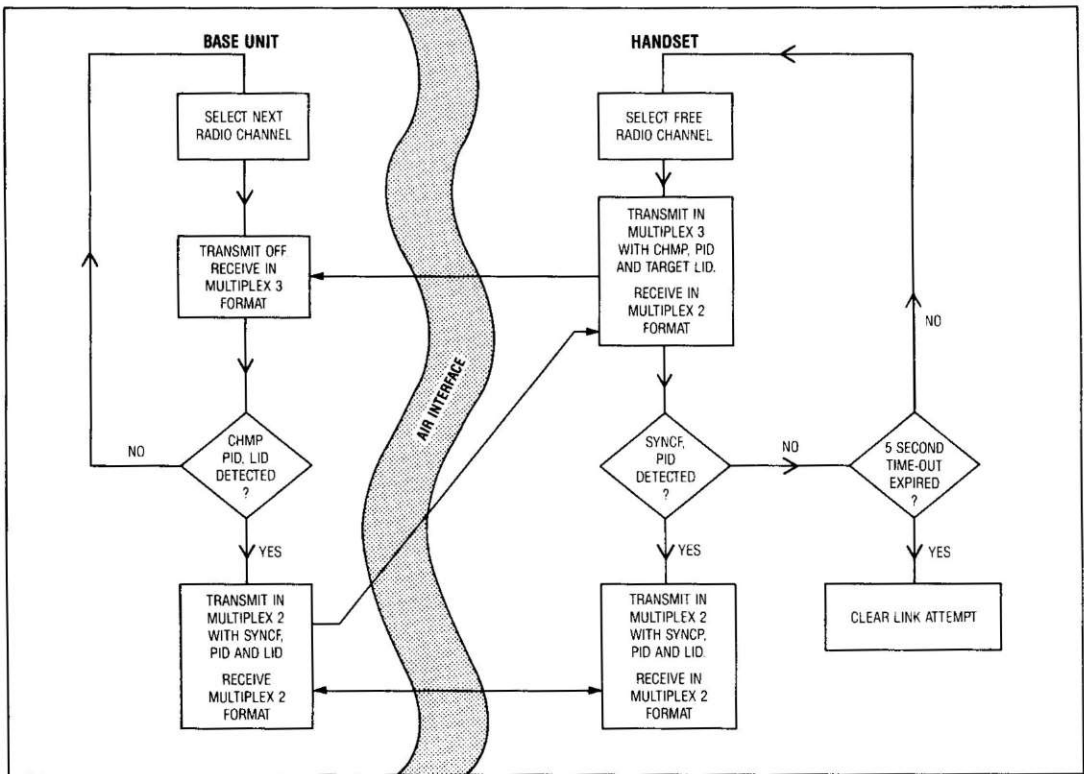 BASE UNIT
SELECT NEXT
RADIO CHANNEL
TRANSMIT OFF
RECEIVE IN
MULTIPLEX 3
FORMAT
CHMP
PID, LID
DETECTED
?
NO
YES
TRANSMIT IN
MULTIPLEX 2
WITH SYNCF,
PID AND LID
RECEIVE
MULTIPLEX 2
FORMAT
AIR INTERFACE
HANDSET
SELECT FREE
RADIO CHANNEL
TRANSMIT IN
MULTIPLEX 3
WITH CHMP, PID
AND TARGET LID.
RECEIVE IN
MULTIPLEX 2
FORMAT
SYNCF,
PID
DETECTED
?
NO
YES
TRANSMIT IN
MULTIPLEX 2
WITH SYNCP,
PID AND LID.
RECEIVE IN
MULTIPLEX 2
FORMAT
5 SECOND
TIME-OUT
EXPIRED
?
NO
YES
CLEAR LINK ATTEMPT